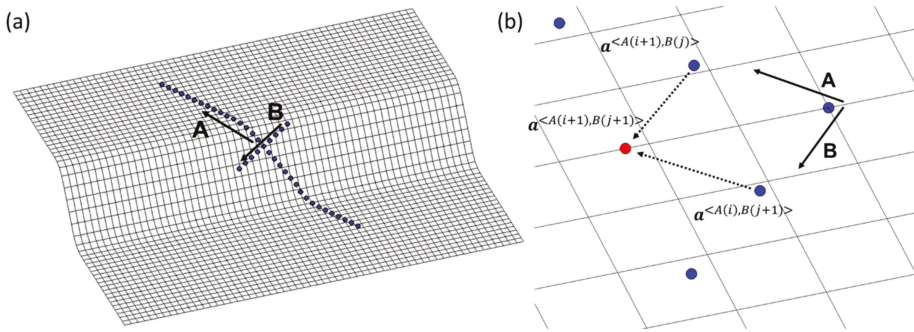 (a)
A
B
(b)
a<A(i+1),B(j)>
A
a<A(i+1),B(j+1)>
B
a<A(i),B(j+1)>